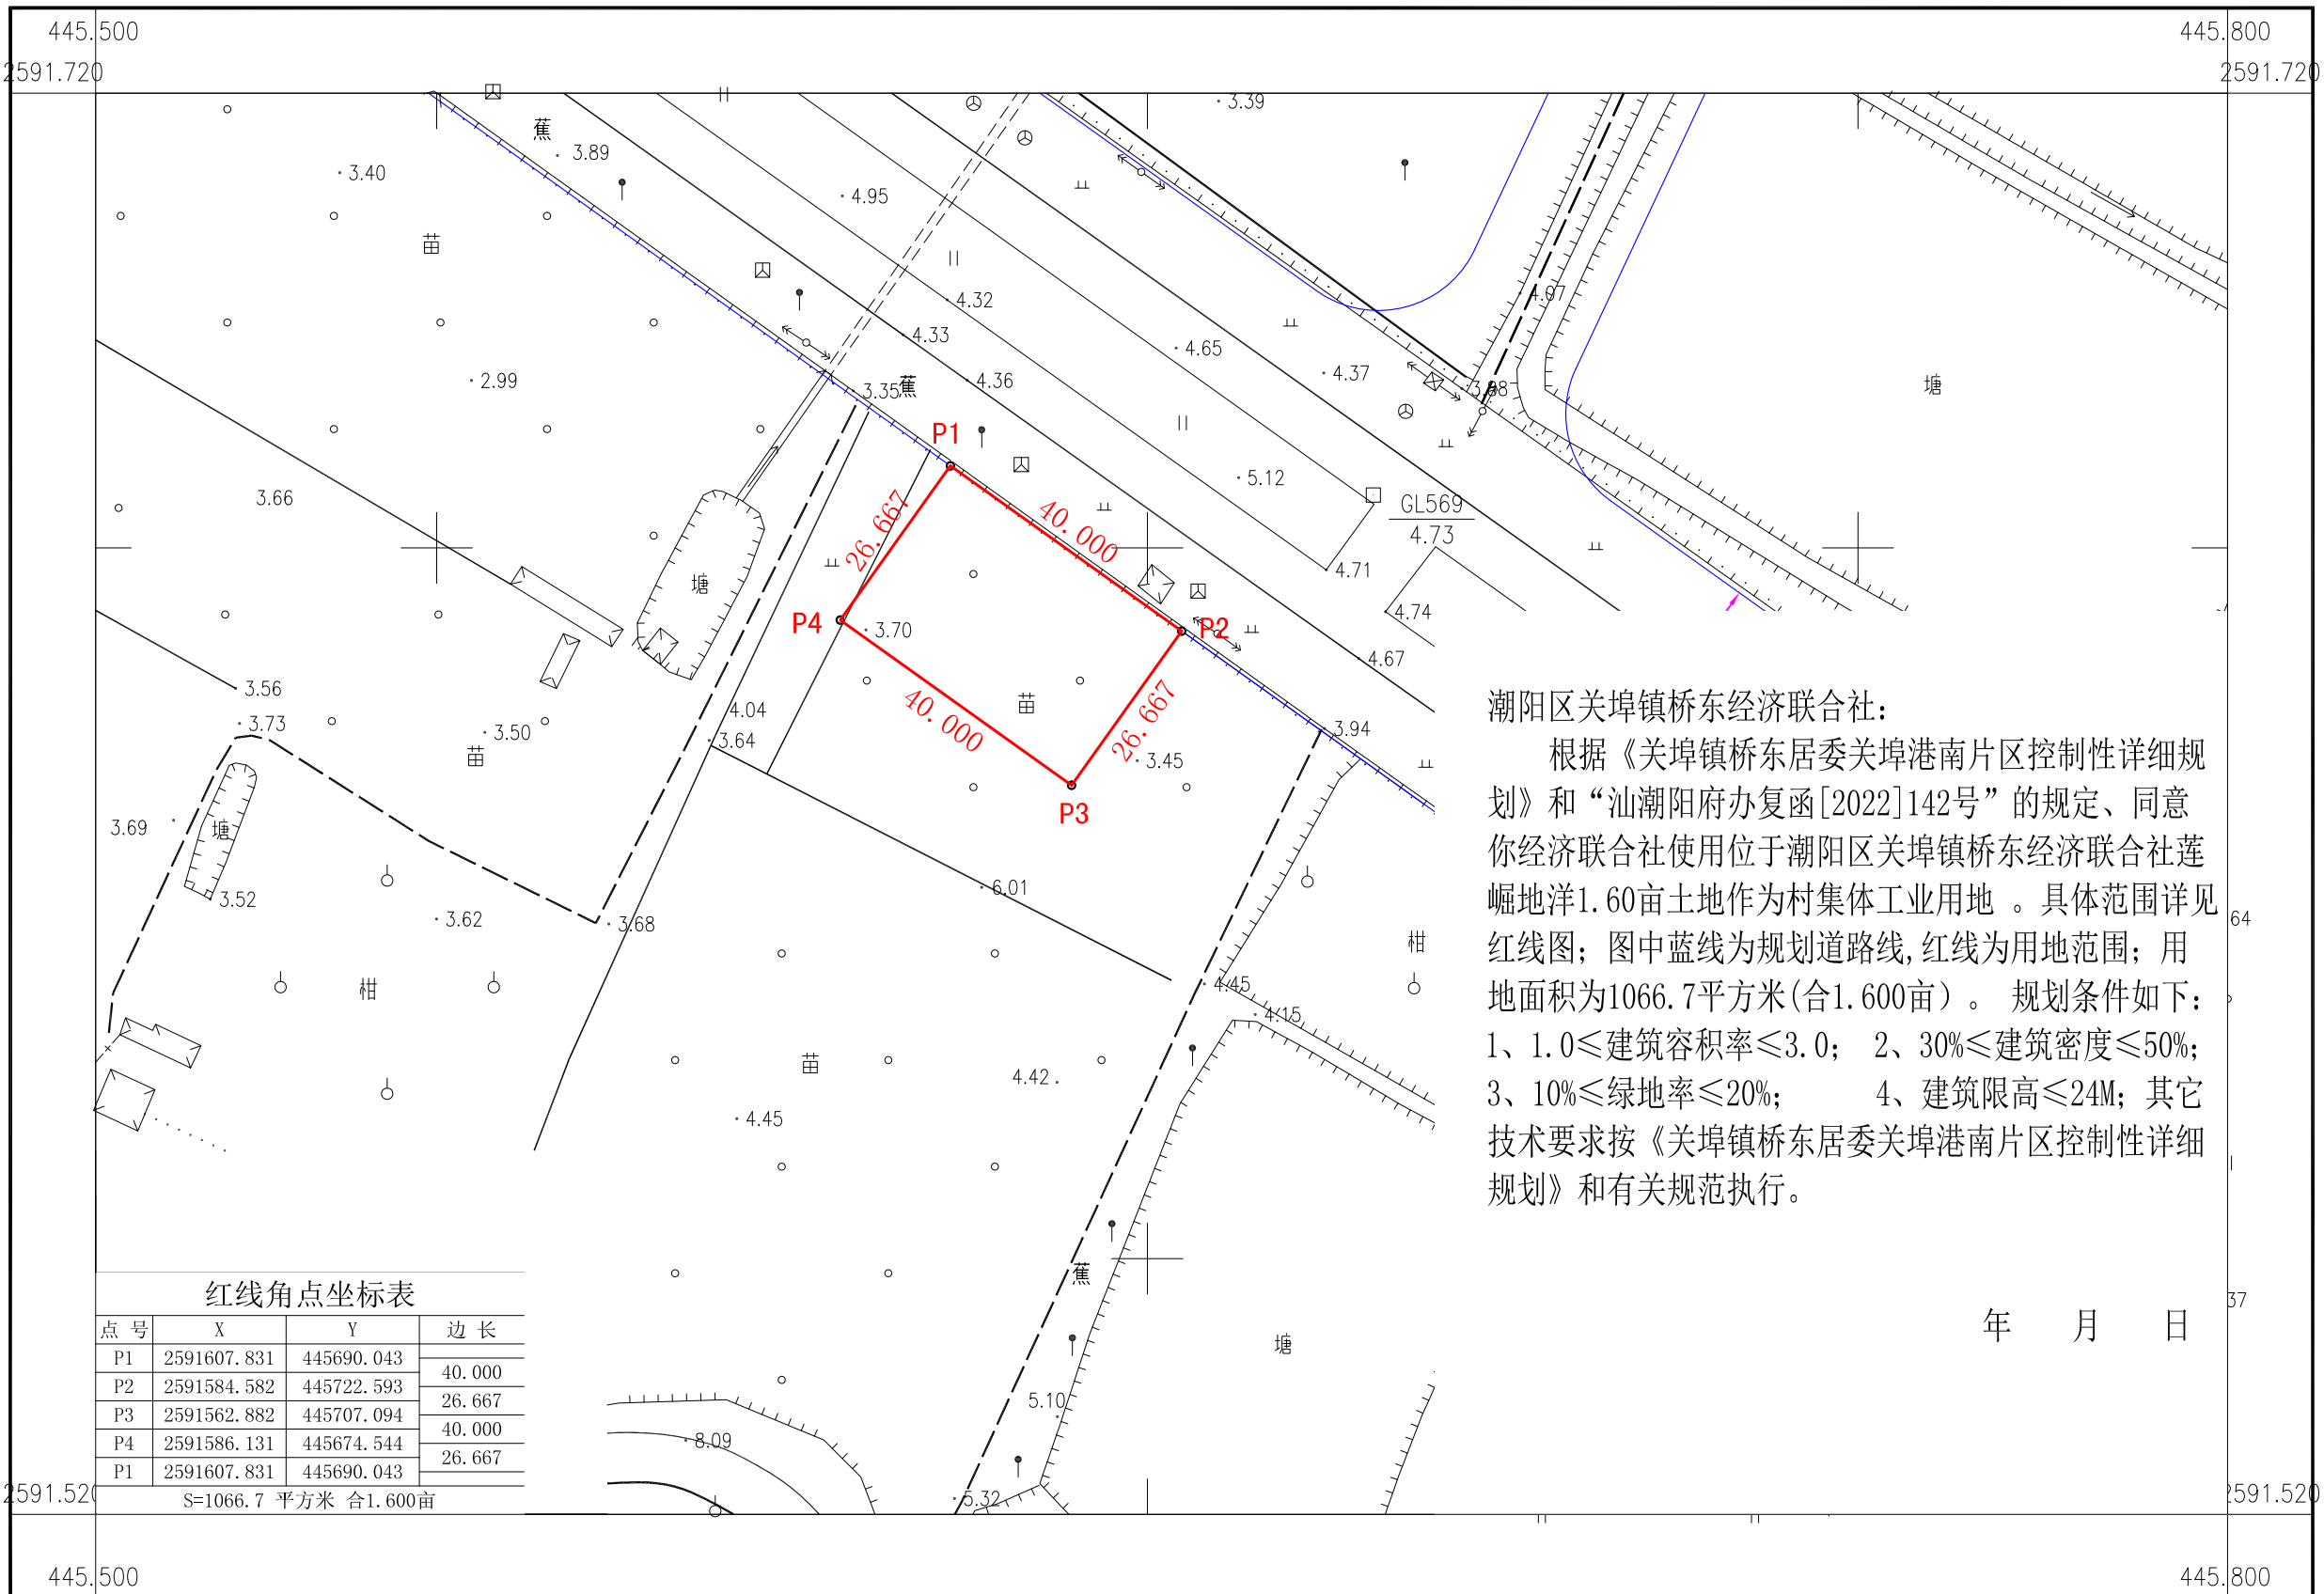 445.500
445.800
2591.720
2591.720
3.39
蕉
3.89
3.40
4.95
苗
4.32
4.07
4.33
4.65
4.37
2.99
4.36
3.35
蕉
3.98
塘
P1
5.12
3.66
26.667
40.000
GL569
4.73
4.71
塘
4.74
P4
3.70
P2
4.67
3.56
40.000
苗
26.667
3.73
4.04
3.94
3.50
3.64
苗
3.45
P3
3.69
塘
6.01
3.52
3.62
3.68
64
柑
柑
4.45
4.15
苗
4.42
4.45
潮阳区关埠镇桥东经济联合社：
根据《关埠镇桥东居委关埠港南片区控制性详细规
划》和“汕潮阳府办复函[2022]142号”的规定、同意
你经济联合社使用位于潮阳区关埠镇桥东经济联合社莲
崛地洋1.60亩土地作为村集体工业用地 。具体范围详见
红线图；图中蓝线为规划道路线,红线为用地范围；用
地面积为1066.7平方米(合1.600亩）。 规划条件如下：
1、1.0≤建筑容积率≤3.0； 2、30%≤建筑密度≤50%；
3、10%≤绿地率≤20%； 4、建筑限高≤24M；其它
技术要求按《关埠镇桥东居委关埠港南片区控制性详细
规划》和有关规范执行。
蕉
37
年 月 日
塘
5.10
8.09
5.32
红线角点坐标表
点 号 X Y 边 长
P1 2591607.831 445690.043
40.000
P2 2591584.582 445722.593
26.667
P3 2591562.882 445707.094
40.000
P4 2591586.131 445674.544
26.667
P1 2591607.831 445690.043
S=1066.7 平方米 合1.600亩
2591.520
2591.520
445.500
445.800